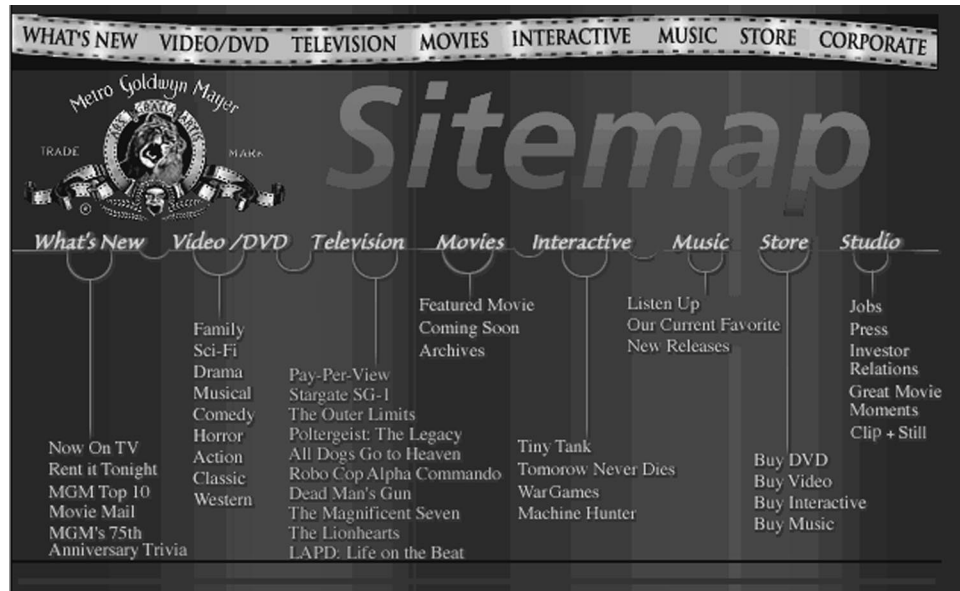 WHAT'S NEW VIDEO/DVD TELEVISION MOVIES INTERACTIVE MUSIC STORE CORPORATE
Metro Goldwyn Mayer
ARS GRATIA ARTIS
TRADE MARK
®
Sitemap
What's New Video /DVD Television Movies Interactive Music Store Studio
Now On TV
Rent it Tonight
MGM Top 10
Movie Mail
MGM's 75th
Anniversary Trivia
Family
Sci-Fi
Drama
Musical
Comedy
Horror
Action
Classic
Western
Pay-Per-View
Stargate SG-1
The Outer Limits
Poltergeist: The Legacy
All Dogs Go to Heaven
Robo Cop Alpha Commando
Dead Man's Gun
The Magnificent Seven
The Lionhearts
LAPD: Life on the Beat
Featured Movie
Coming Soon
Archives
Tiny Tank
Tomorow Never Dies
WarGames
Machine Hunter
Listen Up
Our Current Favorite
New Releases
Buy DVD
Buy Video
Buy Interactive
Buy Music
Jobs
Press
Investor
Relations
Great Movie
Moments
Clip + Still